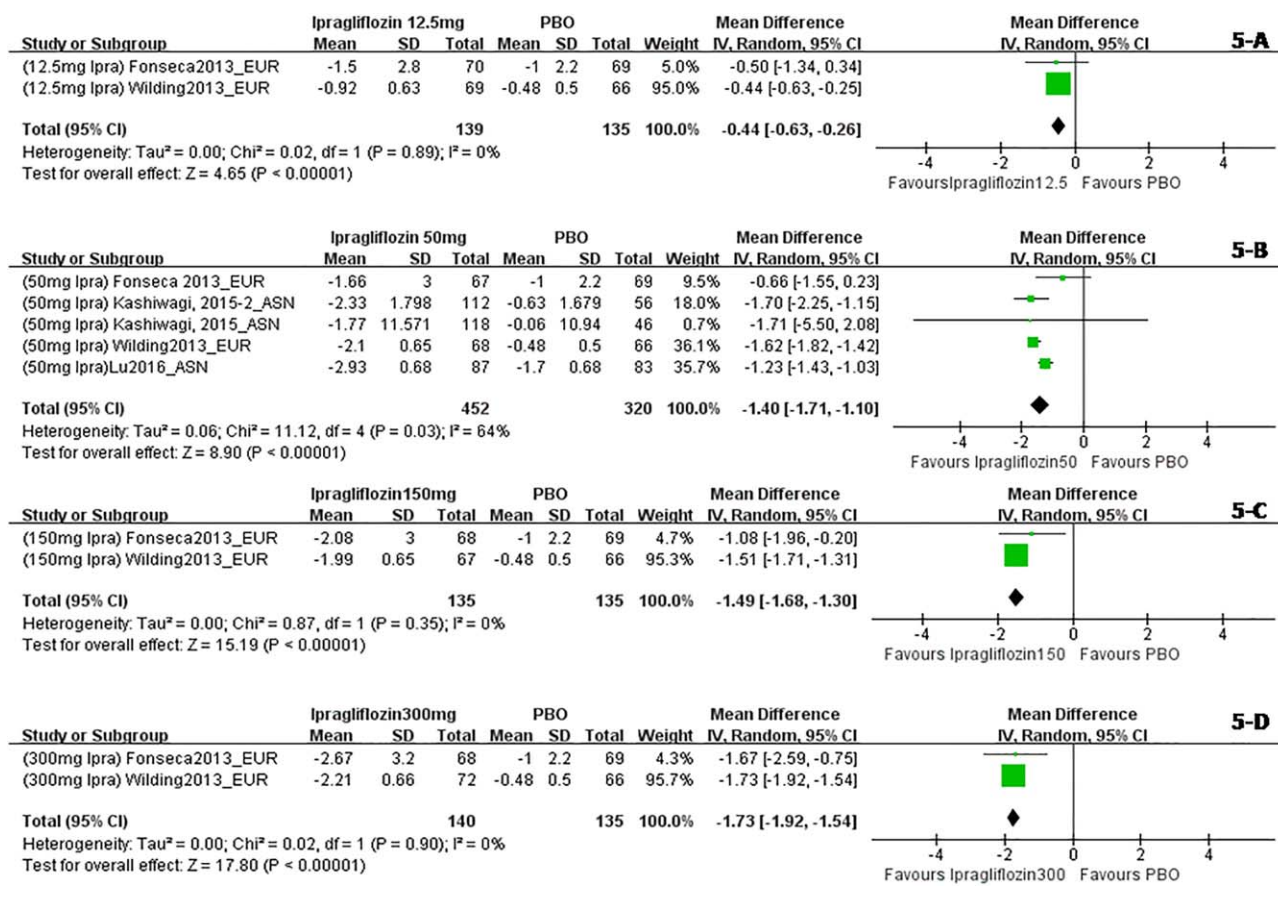 Ipragliflozin 12.5mg PBO Mean Difference Mean Difference
Study or Subgroup Mean SD Total Mean SD Total Weight IV, Random, 95% CI IV, Random, 95% CI 5-A
(12.5mg Ipra) Fonseca2013_EUR -1.5 2.8 70 -1 2.2 69 5.0% -0.50 [-1.34, 0.34]
(12.5mg Ipra) Wilding2013_EUR -0.92 0.63 69 -0.48 0.5 66 95.0% -0.44 [-0.63, -0.25]
Total (95% CI) 139 135 100.0% -0.44 [-0.63, -0.26]
Heterogeneity: Tau² = 0.00; Chi² = 0.02, df = 1 (P = 0.89); I² = 0%
Test for overall effect: Z = 4.65 (P < 0.00001)
-4 -2 0 2 4
FavoursIpragliflozin12.5 Favours PBO
Ipragliflozin 50mg PBO Mean Difference Mean Difference
Study or Subgroup Mean SD Total Mean SD Total Weight IV, Random, 95% CI IV, Random, 95% CI 5-B
(50mg Ipra) Fonseca 2013_EUR -1.66 3 67 -1 2.2 69 9.5% -0.66 [-1.55, 0.23]
(50mg Ipra) Kashiwagi, 2015-2_ASN -2.33 1.798 112 -0.63 1.679 56 18.0% -1.70 [-2.25, -1.15]
(50mg Ipra) Kashiwagi, 2015_ASN -1.77 11.571 118 -0.06 10.94 46 0.7% -1.71 [-5.50, 2.08]
(50mg Ipra) Wilding2013_EUR -2.1 0.65 68 -0.48 0.5 66 36.1% -1.62 [-1.82, -1.42]
(50mg Ipra)Lu2016_ASN -2.93 0.68 87 -1.7 0.68 83 35.7% -1.23 [-1.43, -1.03]
Total (95% CI) 452 320 100.0% -1.40 [-1.71, -1.10]
Heterogeneity: Tau² = 0.06; Chi² = 11.12, df = 4 (P = 0.03); I² = 64%
Test for overall effect: Z = 8.90 (P < 0.00001)
-4 -2 0 2 4
Favours Ipragliflozin50 Favours PBO
Ipragliflozin150mg PBO Mean Difference Mean Difference
Study or Subgroup Mean SD Total Mean SD Total Weight IV, Random, 95% CI IV, Random, 95% CI 5-C
(150mg Ipra) Fonseca2013_EUR -2.08 3 68 -1 2.2 69 4.7% -1.08 [-1.96, -0.20]
(150mg Ipra) Wilding2013_EUR -1.99 0.65 67 -0.48 0.5 66 95.3% -1.51 [-1.71, -1.31]
Total (95% CI) 135 135 100.0% -1.49 [-1.68, -1.30]
Heterogeneity: Tau² = 0.00; Chi² = 0.87, df = 1 (P = 0.35); I² = 0%
Test for overall effect: Z = 15.19 (P < 0.00001)
-4 -2 0 2 4
Favours Ipragliflozin150 Favours PBO
Ipragliflozin300mg PBO Mean Difference Mean Difference
Study or Subgroup Mean SD Total Mean SD Total Weight IV, Random, 95% CI IV, Random, 95% CI 5-D
(300mg Ipra) Fonseca2013_EUR -2.67 3.2 68 -1 2.2 69 4.3% -1.67 [-2.59, -0.75]
(300mg Ipra) Wilding2013_EUR -2.21 0.66 72 -0.48 0.5 66 95.7% -1.73 [-1.92, -1.54]
Total (95% CI) 140 135 100.0% -1.73 [-1.92, -1.54]
Heterogeneity: Tau² = 0.00; Chi² = 0.02, df = 1 (P = 0.90); I² = 0%
Test for overall effect: Z = 17.80 (P < 0.00001)
-4 -2 0 2 4
Favours Ipragliflozin300 Favours PBO